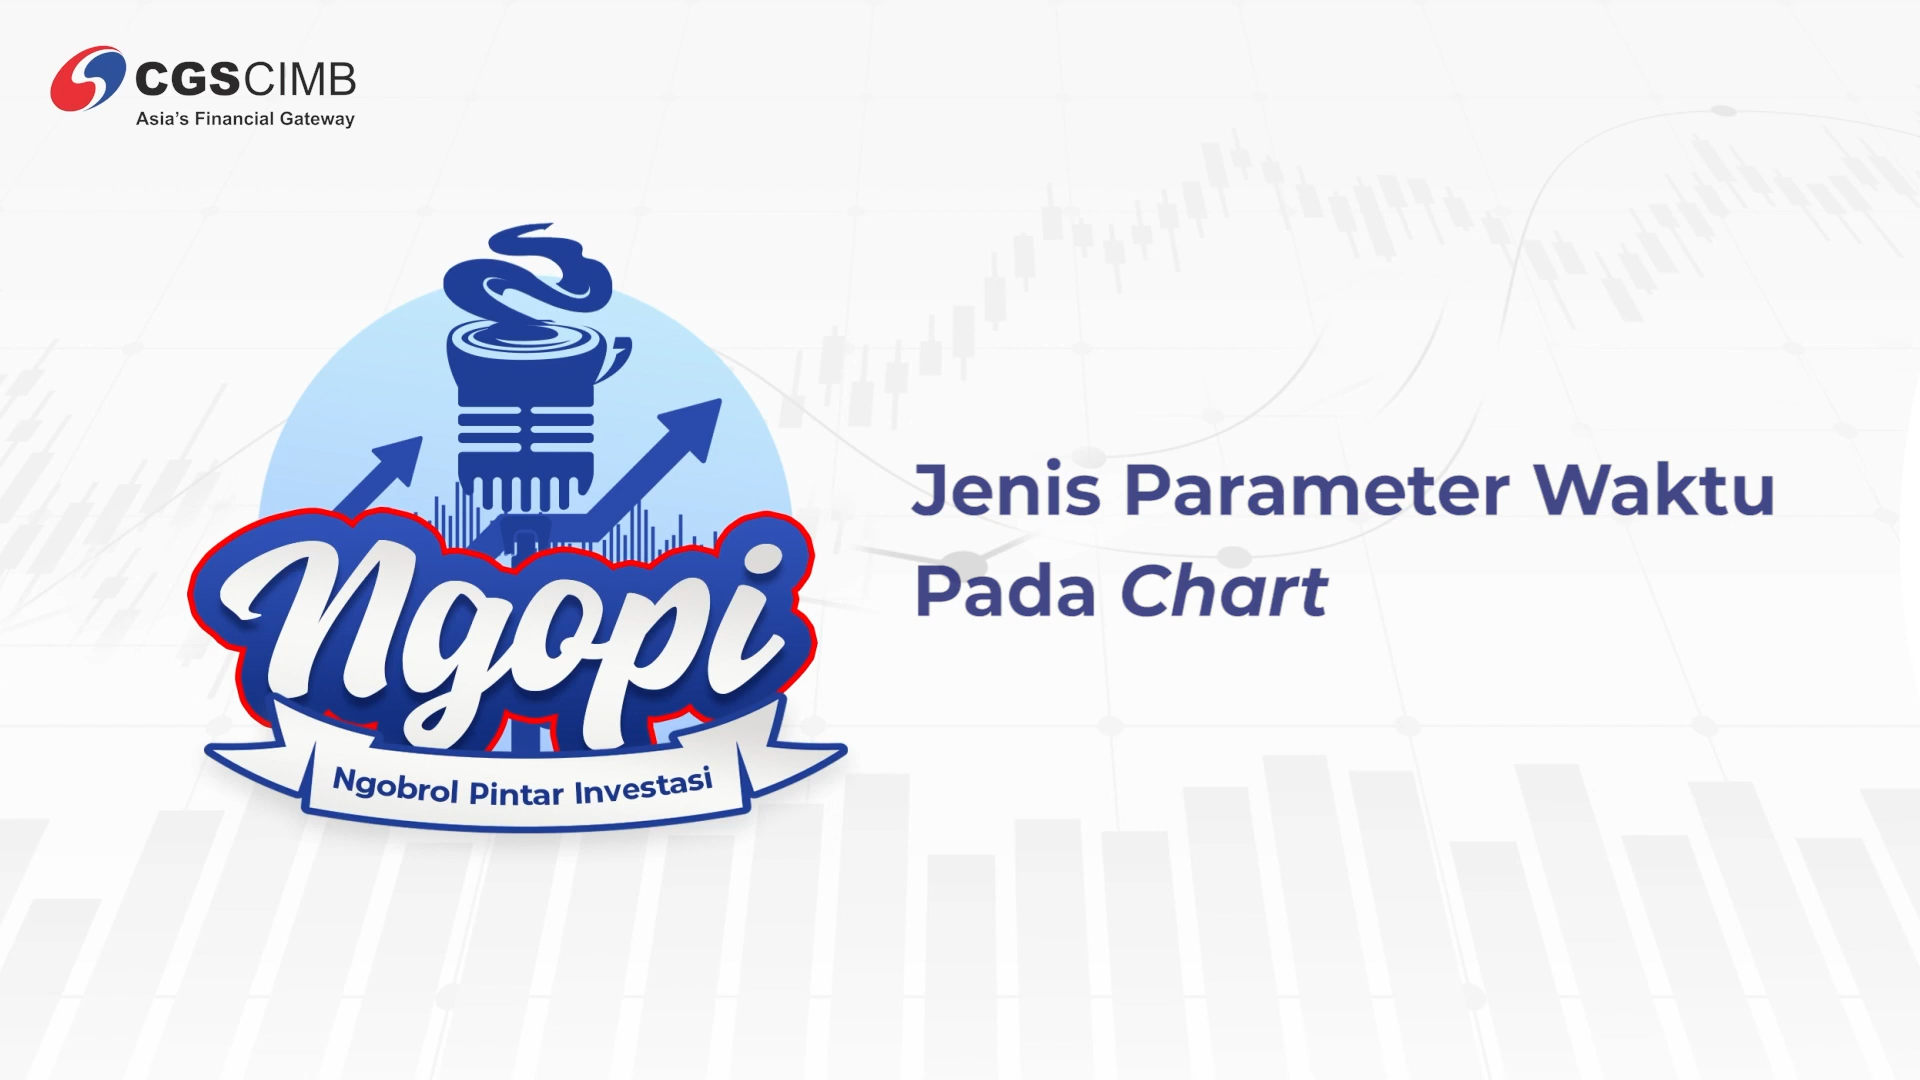 CGSCIMB
Asia's Financial Gateway
Ngopi
Ngobrol Pintar Investasi
Jenis Parameter Waktu
Pada Chart